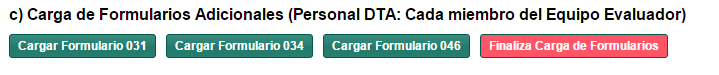 c) Carga de Formularios Adicionales (Personal DTA: Cada miembro del Equipo Evaluador)
Cargar Formulario 031 Cargar Formulario 034 Cargar Formulario 046 Finaliza Carga de Formularios